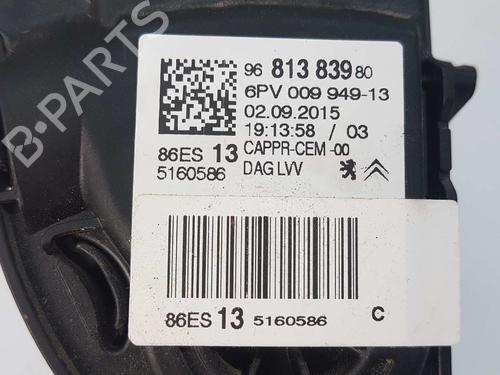 B-PARTS
96 813 839 80
6PV 009 949-13
02.09.2015
19:13:58 / 03
86ES 13 CAPPR-CEM -00
5160586 DAG LVV
86ES 13 5160586 C